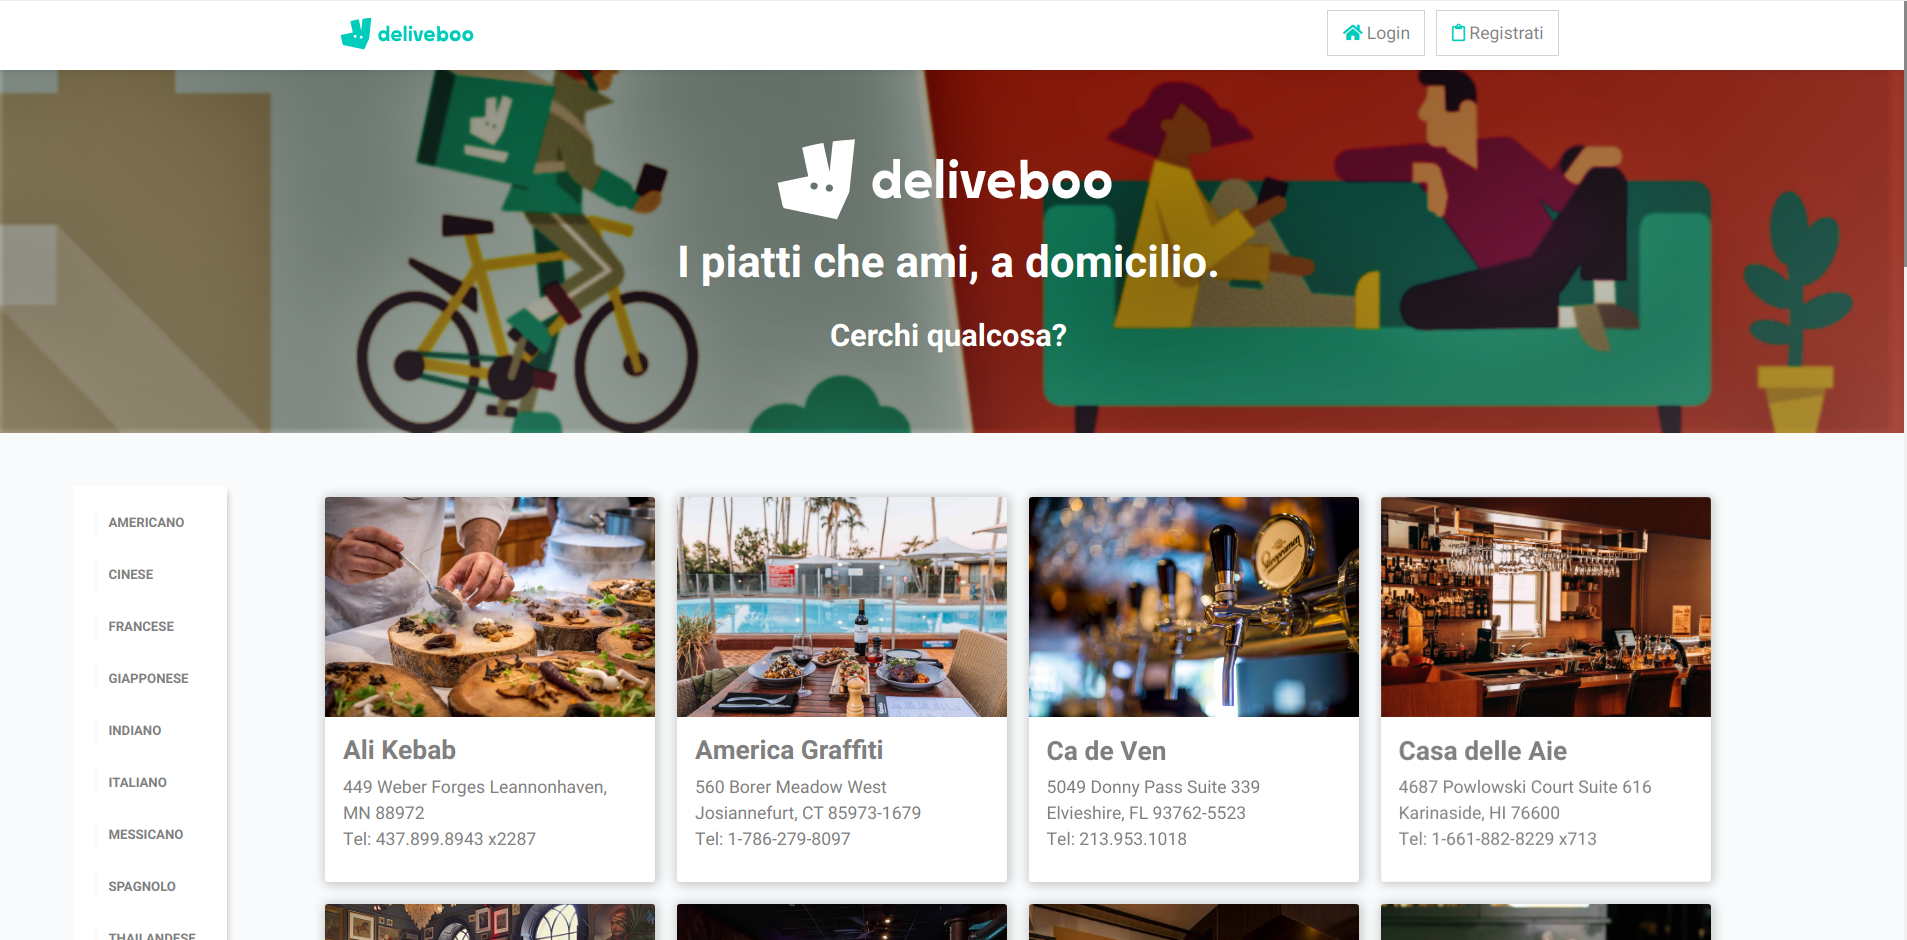 deliveboo
Login
Registrati
deliveboo
I piatti che ami, a domicilio.
Cerchi qualcosa?
AMERICANO
CINESE
FRANCESE
GIAPPONESE
INDIANO
ITALIANO
MESSICANO
SPAGNOLO
THAILANDESE
Ali Kebab
449 Weber Forges Leannonhaven,
MN 88972
Tel: 437.899.8943 x2287
America Graffiti
560 Borer Meadow West
Josiannefurt, CT 85973-1679
Tel: 1-786-279-8097
Ca de Ven
5049 Donny Pass Suite 339
Elvieshire, FL 93762-5523
Tel: 213.953.1018
Casa delle Aie
4687 Powlowski Court Suite 616
Karinaside, HI 76600
Tel: 1-661-882-8229 x713